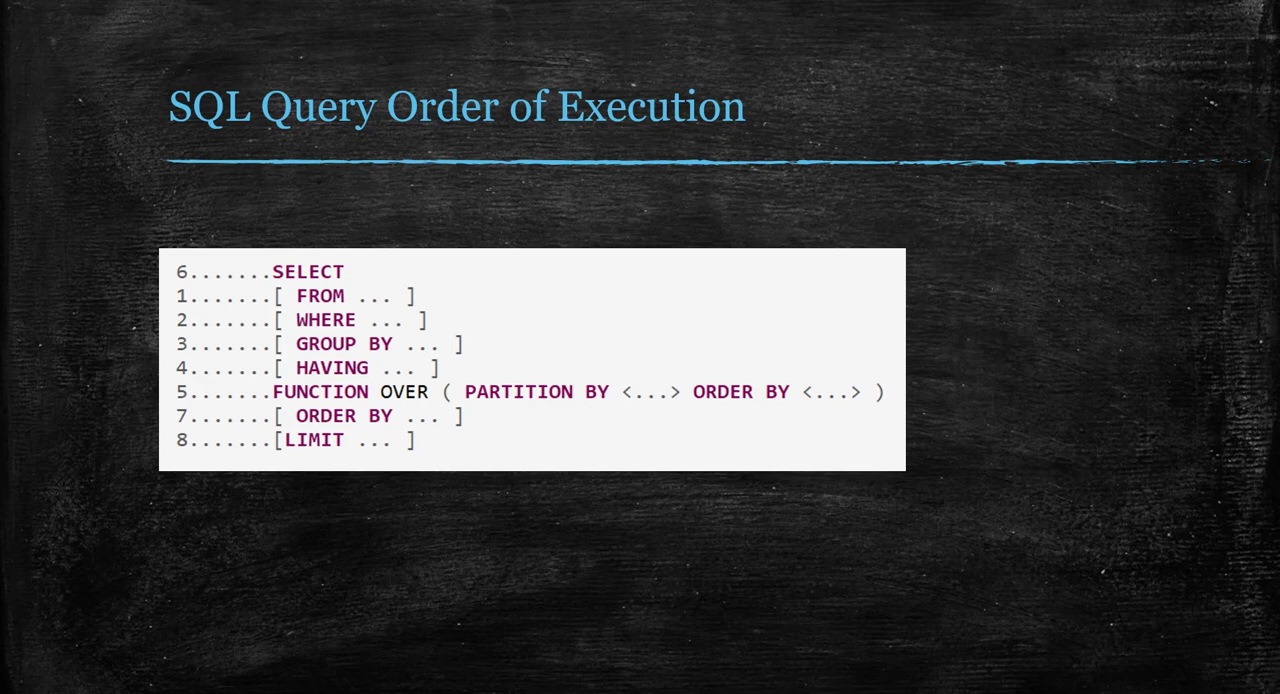 SQL Query Order of Execution
6.......SELECT
1.......[ FROM ... ]
2.......[ WHERE ... ]
3.......[ GROUP BY ... ]
4.......[ HAVING ... ]
5.......FUNCTION OVER ( PARTITION BY <...> ORDER BY <...> )
7.......[ ORDER BY ... ]
8.......[LIMIT ... ]